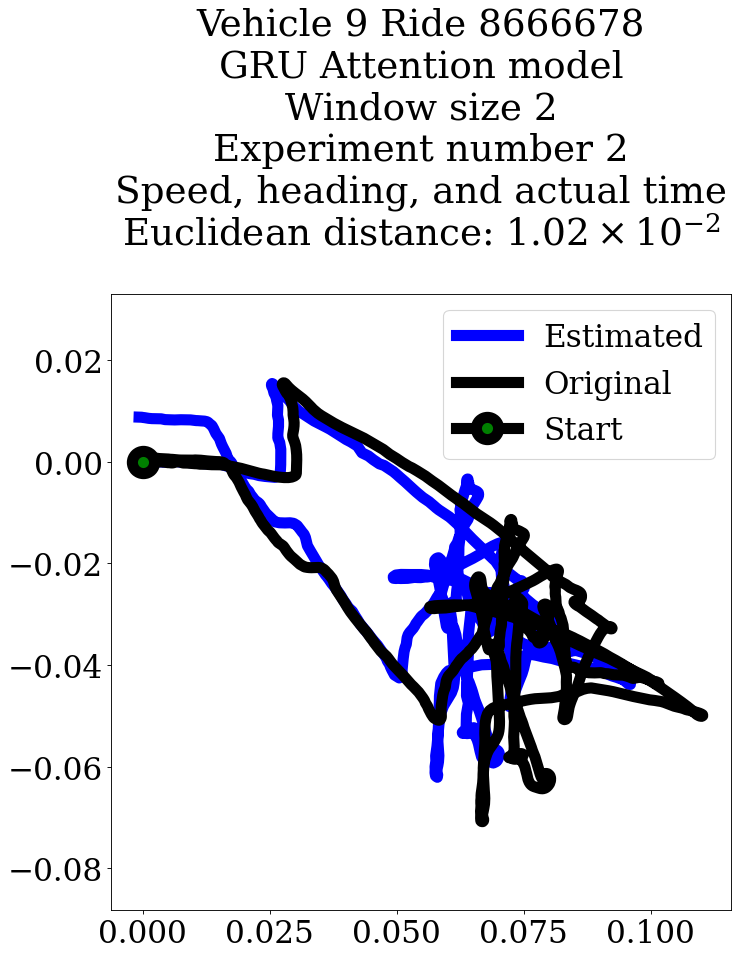 Vehicle 9 Ride 8666678
GRU Attention model
Window size 2
Experiment number 2
Speed, heading, and actual time
Euclidean distance: 1.02 × 10⁻²
Estimated
Original
Start
0.02
0.00
−0.02
−0.04
−0.06
−0.08
0.000 0.025 0.050 0.075 0.100